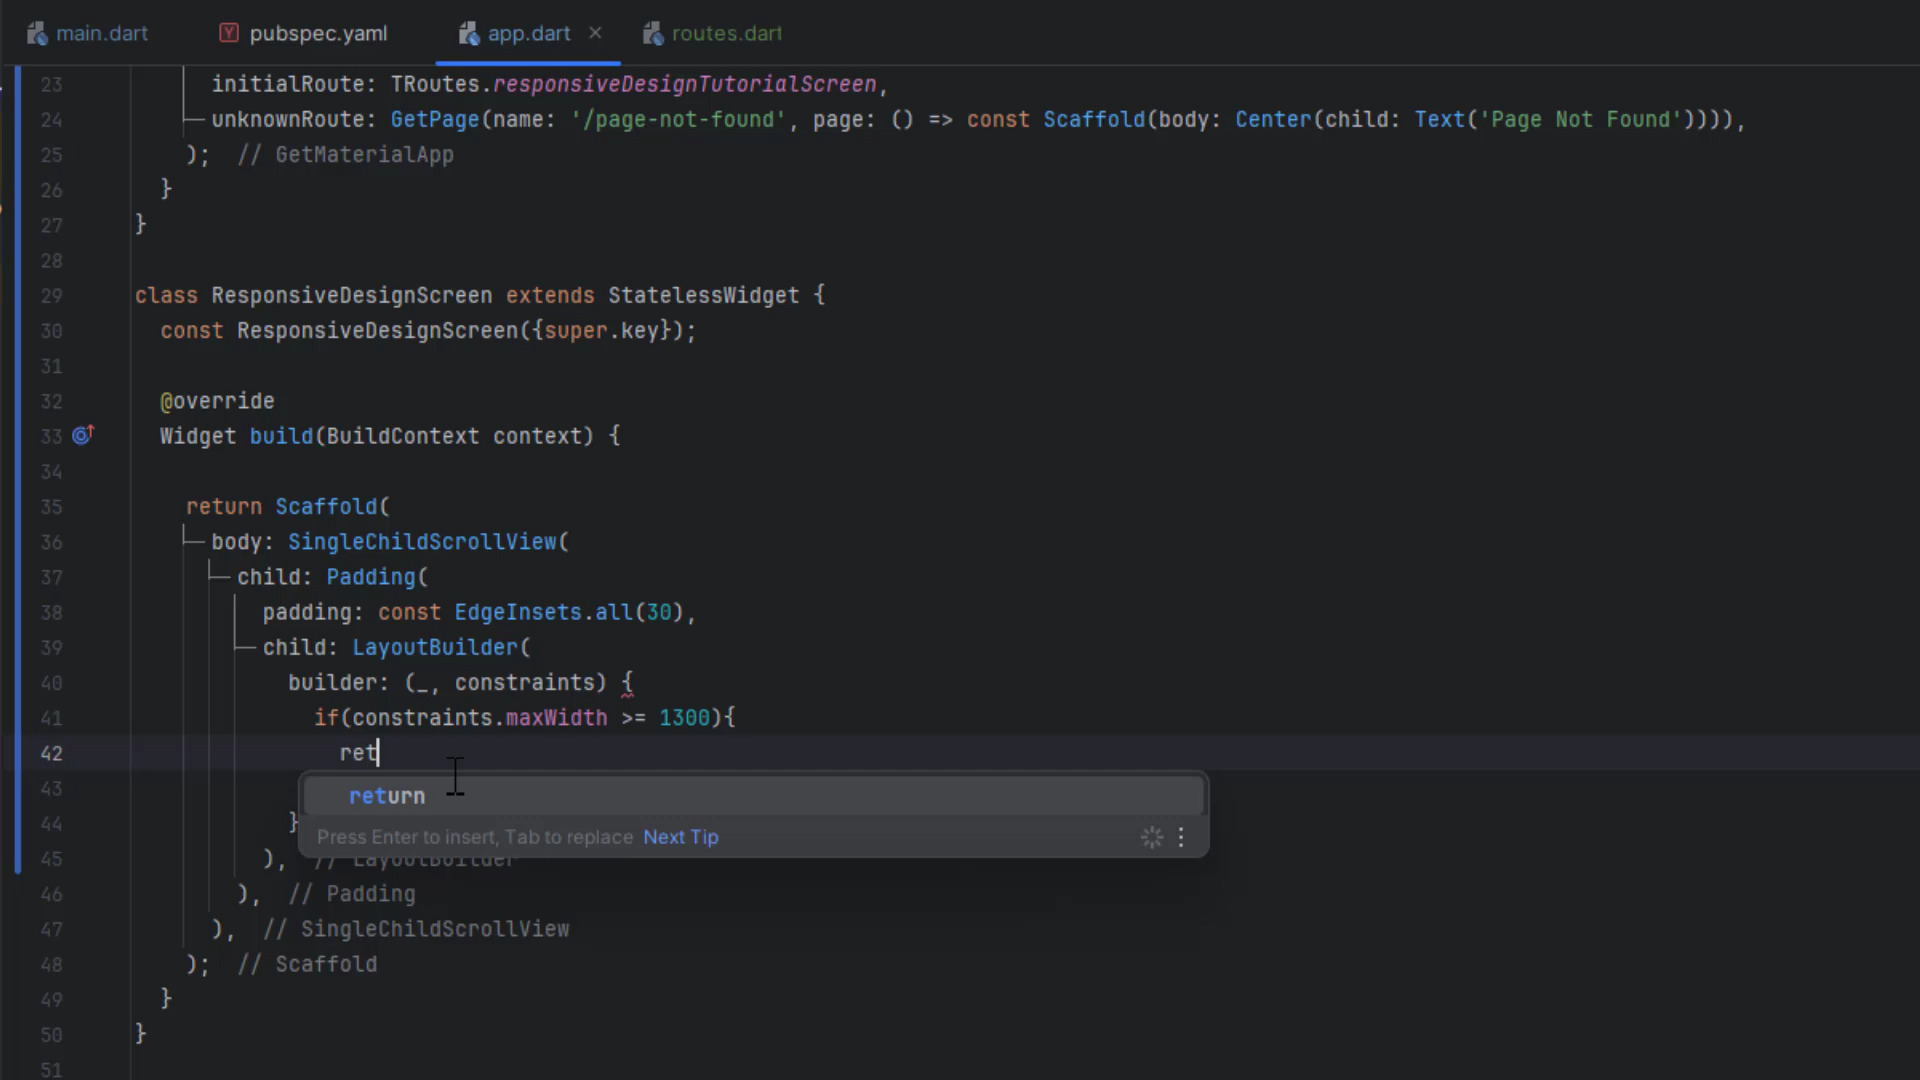 main.dart pubspec.yaml app.dart × routes.dart
23 initialRoute: TRoutes.responsiveDesignTutorialScreen,
24 unknownRoute: GetPage(name: '/page-not-found', page: () => const Scaffold(body: Center(child: Text('Page Not Found')))),
25 ); // GetMaterialApp
26 }
27 }
28
29 class ResponsiveDesignScreen extends StatelessWidget {
30 const ResponsiveDesignScreen({super.key});
31
32 @override
33 Widget build(BuildContext context) {
34
35 return Scaffold(
36 body: SingleChildScrollView(
37 child: Padding(
38 padding: const EdgeInsets.all(30),
39 child: LayoutBuilder(
40 builder: (_, constraints) {
41 if(constraints.maxWidth >= 1300){
42 ret
43 return
44 }
Press Enter to insert, Tab to replace Next Tip
45 ), // LayoutBuilder
46 ), // Padding
47 ), // SingleChildScrollView
48 ); // Scaffold
49 }
50 }
51